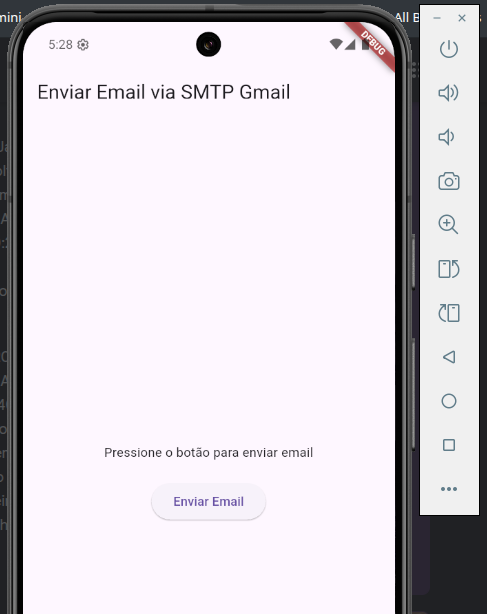 mini
All B
5:28
DEBUG
Enviar Email via SMTP Gmail
Pressione o botão para enviar email
Enviar Email